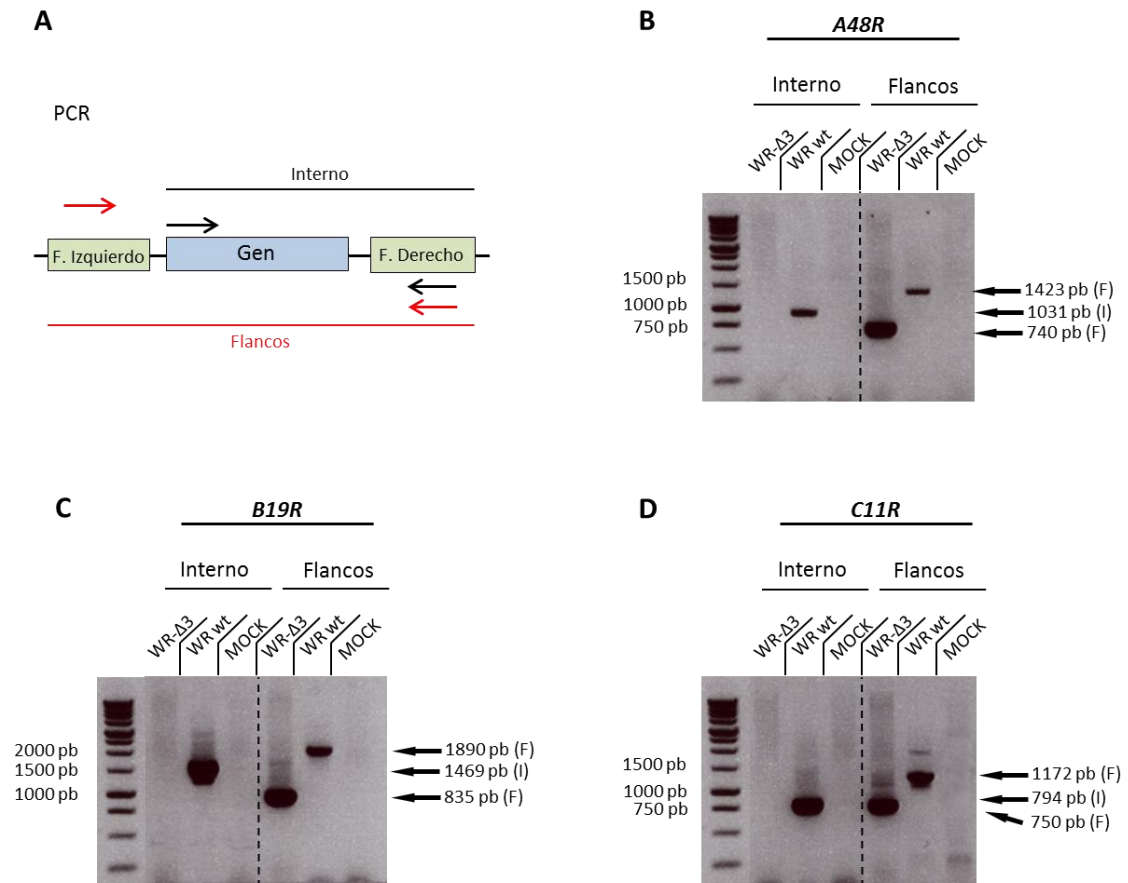 A
PCR
Interno
F. Izquierdo
Gen
F. Derecho
Flancos
B
A48R
Interno
Flancos
WR-Δ3
WR wt
MOCK
WR-Δ3
WR wt
MOCK
1500 pb
1000 pb
750 pb
1423 pb (F)
1031 pb (I)
740 pb (F)
C
B19R
Interno
Flancos
WR-Δ3
WR wt
MOCK
WR-Δ3
WR wt
MOCK
2000 pb
1500 pb
1000 pb
1890 pb (F)
1469 pb (I)
835 pb (F)
D
C11R
Interno
Flancos
WR-Δ3
WR wt
MOCK
WR-Δ3
WR wt
MOCK
1500 pb
1000 pb
750 pb
1172 pb (F)
794 pb (I)
750 pb (F)